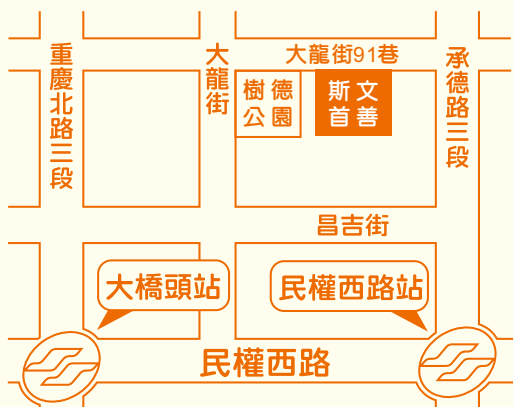 重慶北路三段
大龍街
大龍街91巷
承德路三段
樹德
公園
斯文
首善
昌吉街
大橋頭站
民權西路站
民權西路